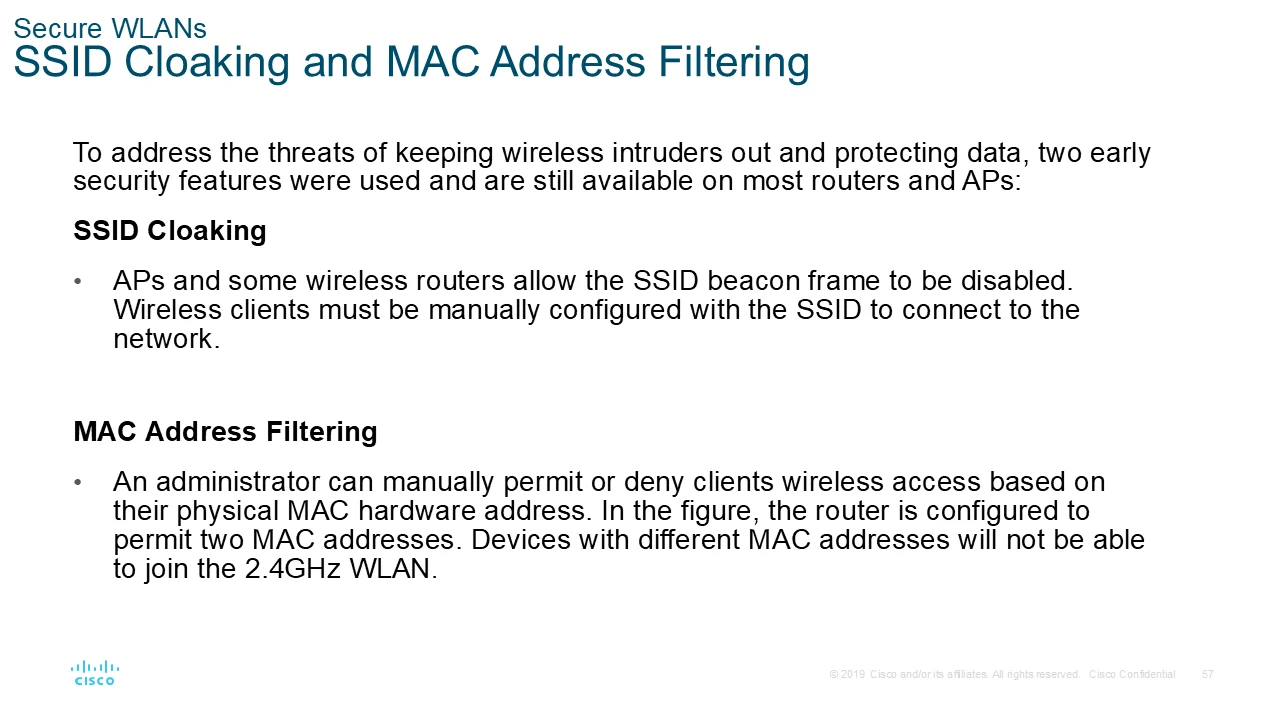 Secure WLANs
SSID Cloaking and MAC Address Filtering
To address the threats of keeping wireless intruders out and protecting data, two early
security features were used and are still available on most routers and APs:
SSID Cloaking
• APs and some wireless routers allow the SSID beacon frame to be disabled.
Wireless clients must be manually configured with the SSID to connect to the
network.
MAC Address Filtering
• An administrator can manually permit or deny clients wireless access based on
their physical MAC hardware address. In the figure, the router is configured to
permit two MAC addresses. Devices with different MAC addresses will not be able
to join the 2.4GHz WLAN.
CISCO
© 2019 Cisco and/or its affiliates. All rights reserved. Cisco Confidential 57